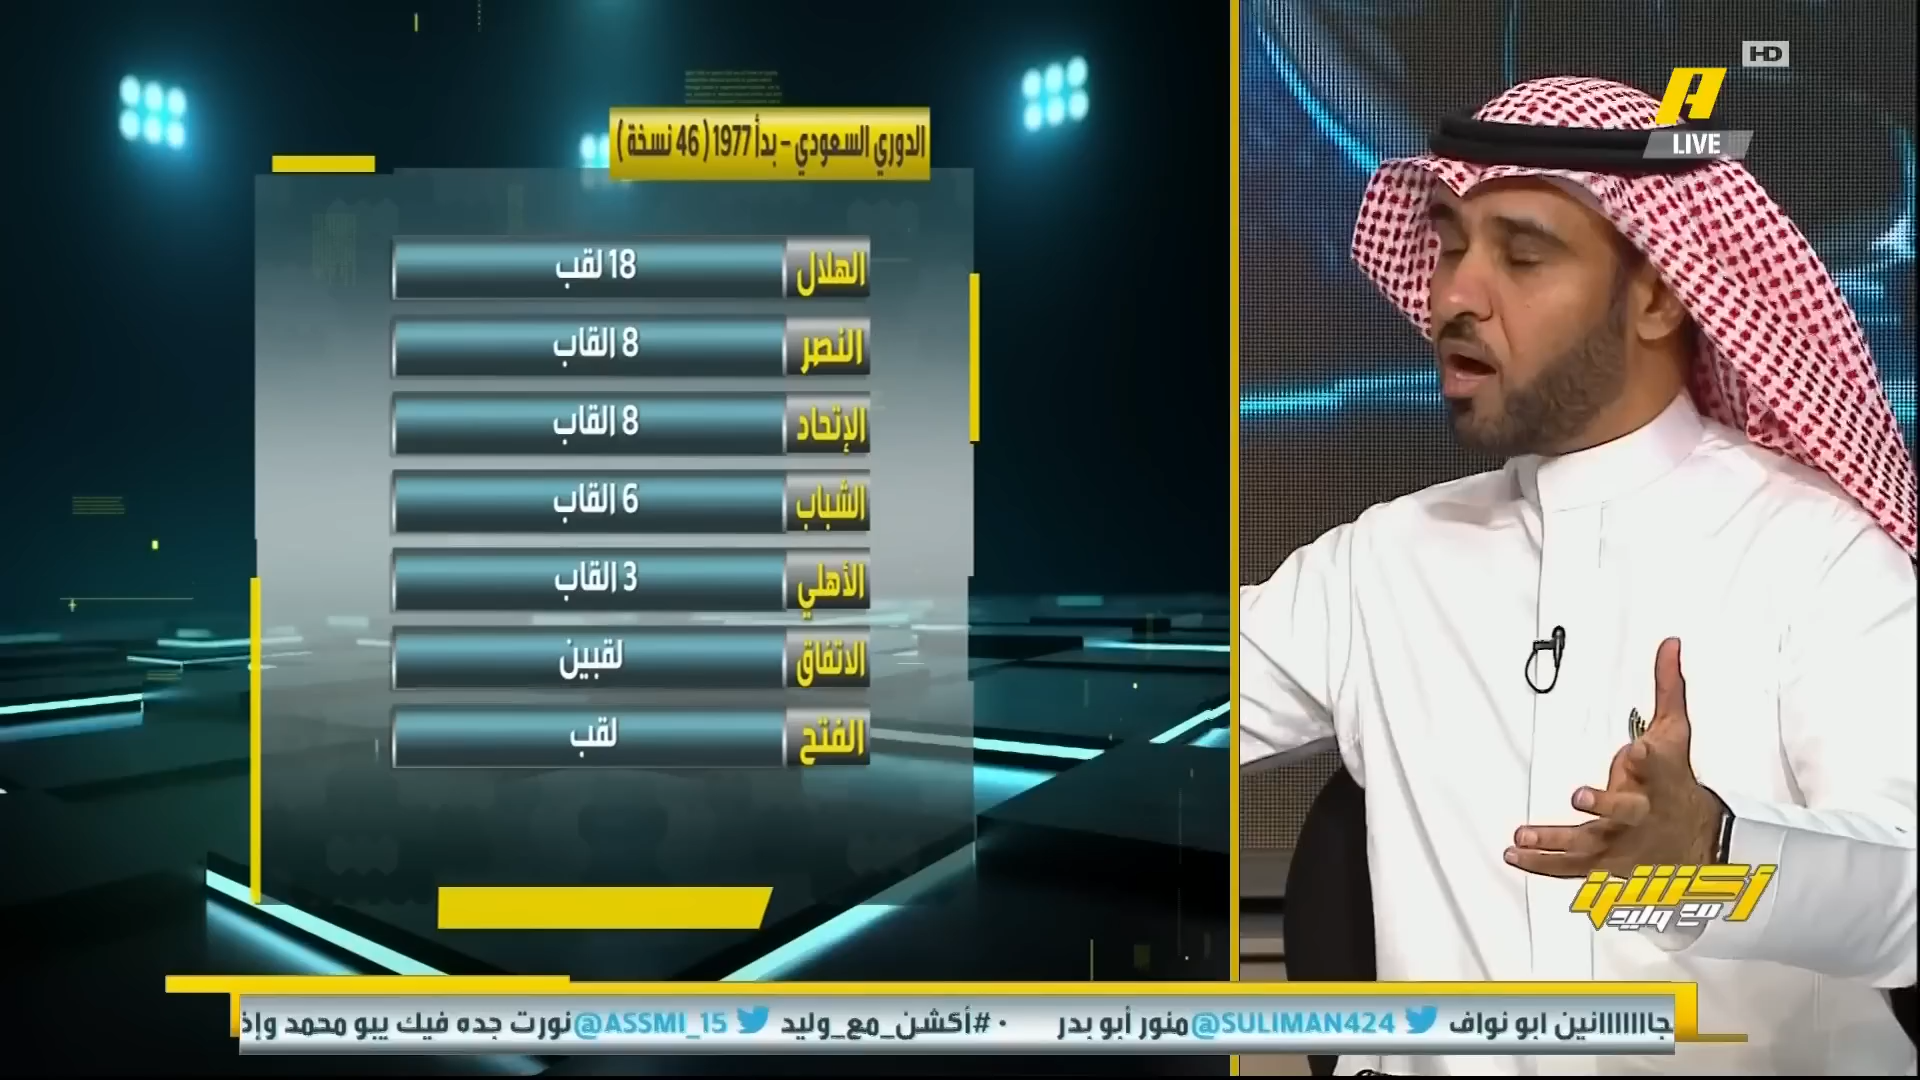 HD
LIVE
الدوري السعودي - بدأ 1977 ( 46 نسخة )
الهلال 18 لقب
النصر 8 القاب
الإتحاد 8 القاب
الشباب 6 القاب
الأهلي 3 القاب
الاتفاق لقبين
الفتح لقب
أكشن
مع وليد
جااااااانين ابو نواف @SULIMAN424 منور أبو بدر • #أكشن_مع_وليد @ASSMI_15 نورت جده فيك يبو محمد وإذ